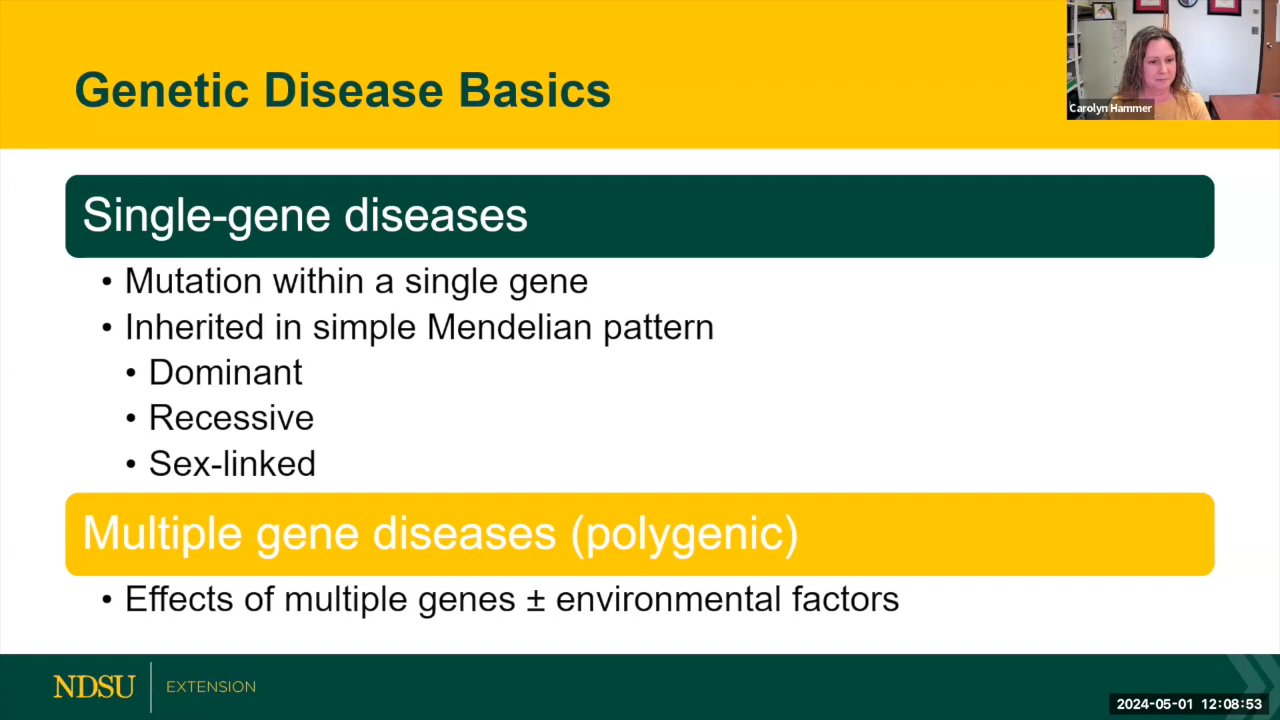 Genetic Disease Basics
Carolyn Hammer
Single-gene diseases
• Mutation within a single gene
• Inherited in simple Mendelian pattern
• Dominant
• Recessive
• Sex-linked
Multiple gene diseases (polygenic)
• Effects of multiple genes ± environmental factors
NDSU EXTENSION
2024-05-01 12:08:53